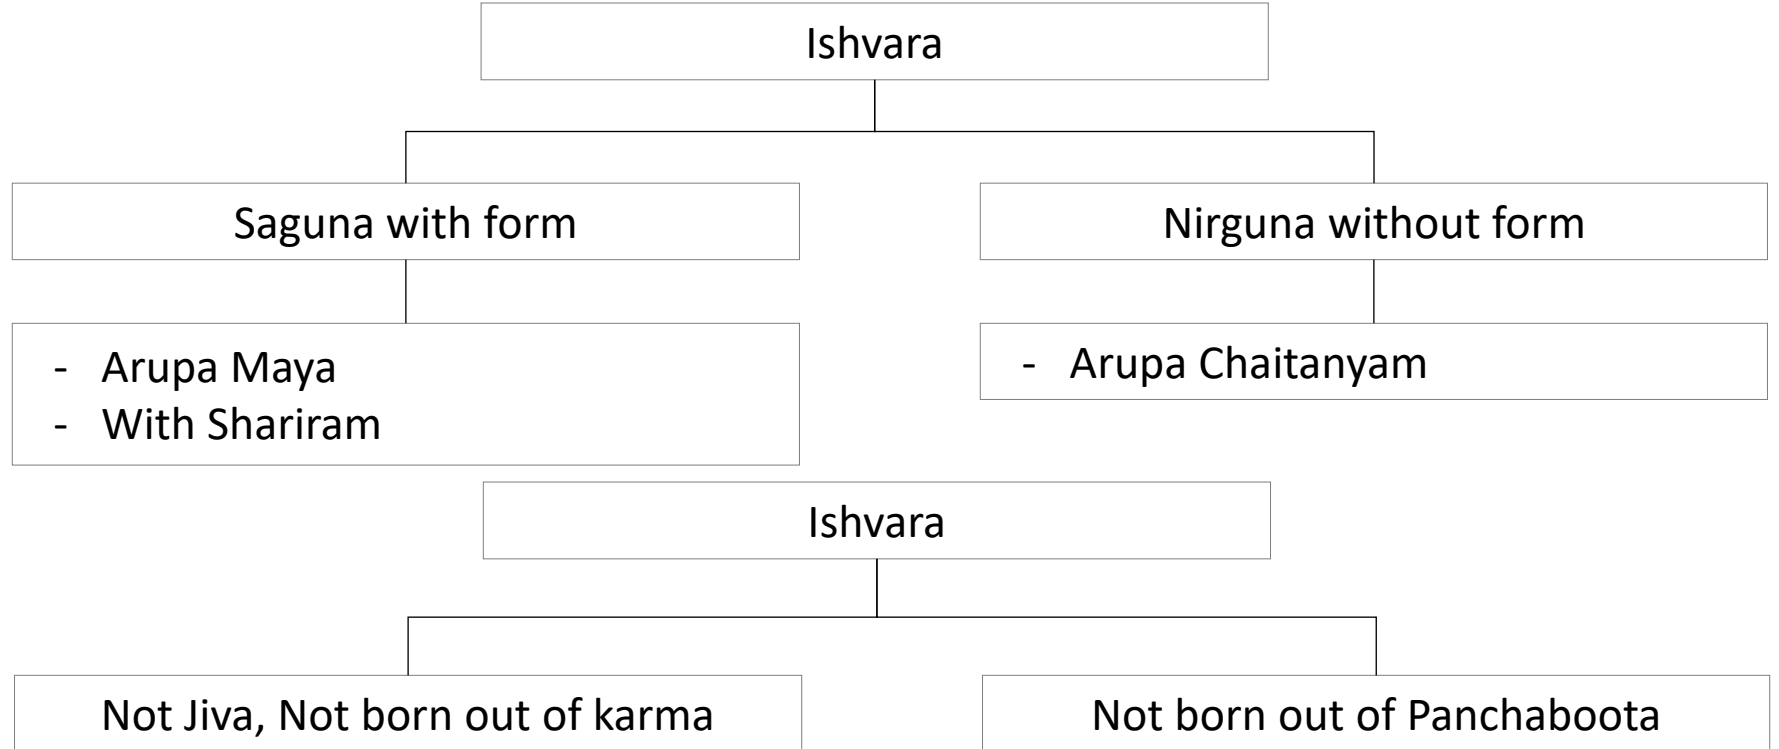 Ishvara
Saguna with form
Nirguna without form
- Arupa Maya
- With Shariram
- Arupa Chaitanyam
Ishvara
Not Jiva, Not born out of karma
Not born out of Panchaboota